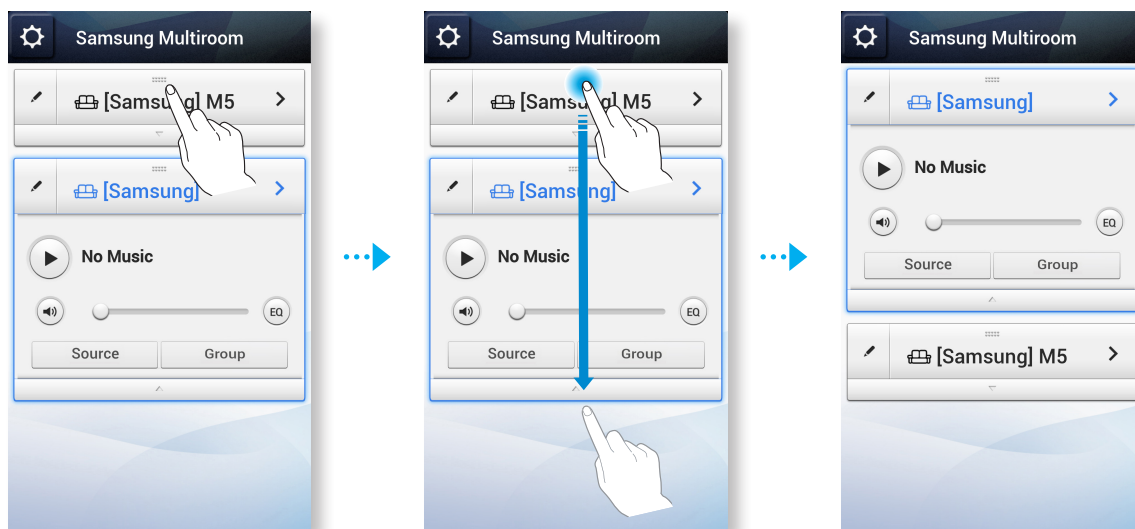 Samsung Multiroom
[Samsung] M5
[Samsung]
No Music
EQ
Source Group
Samsung Multiroom
[Samsung] M5
[Samsung]
No Music
EQ
Source Group
Samsung Multiroom
[Samsung]
No Music
EQ
Source Group
[Samsung] M5